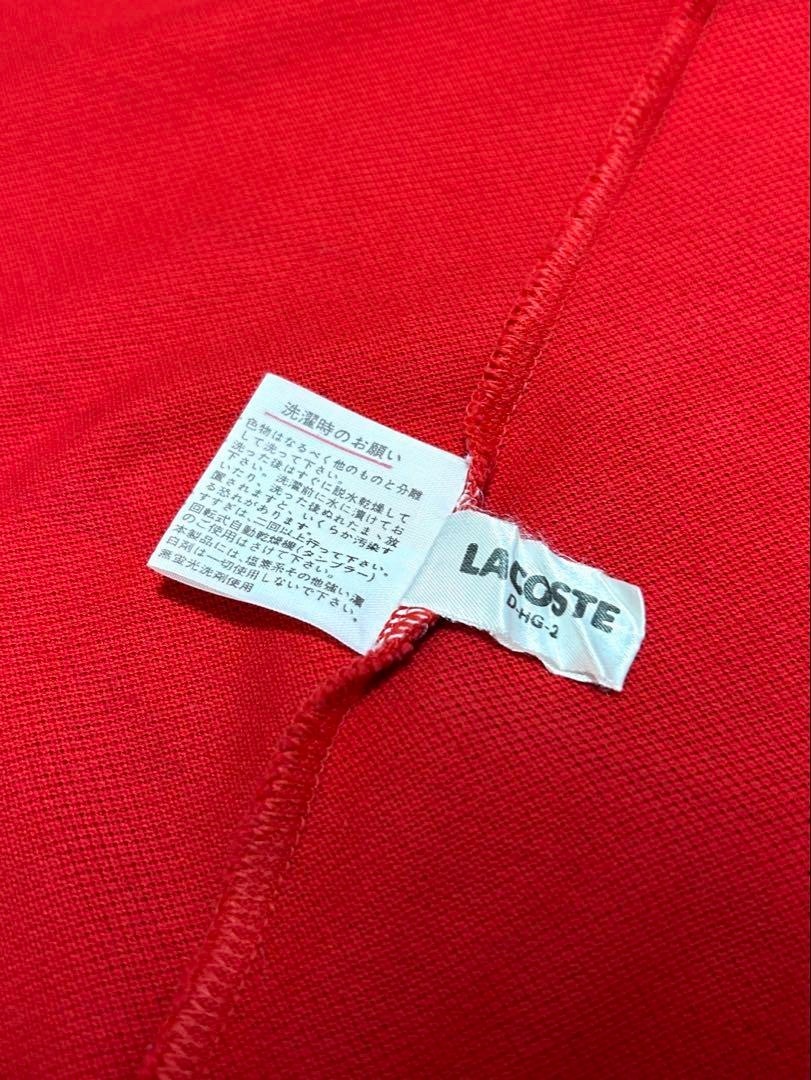 洗濯時のお願い
色物はなるべく他のものと分離
して洗って下さい。
洗った後はすぐに脱水乾燥して
下さい。洗濯前に水に漬けてお
いたり、洗った後ぬれたまゝ放
置されますと、いくらか汚染す
る恐れがあります。
すすぎは、二回以上行って下さい。
回転式自動乾燥機(タンブラー)
のご使用はさけて下さい。
本製品には、塩素系その他強い漂
白剤は一切使用しないで下さい。
無蛍光洗剤使用
LACOSTE
D-HG-2